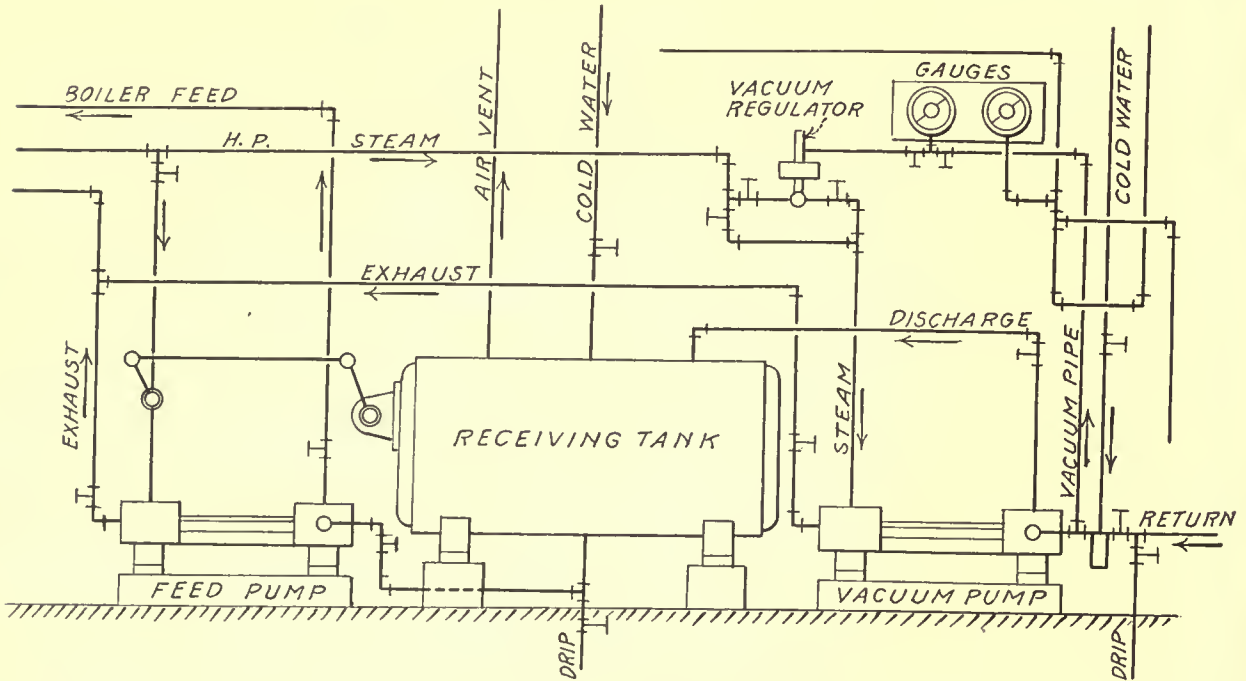 BOILER FEED
H. P. STEAM
AIR VENT
COLD WATER
VACUUM
REGULATOR
GAUGES
COLD WATER
EXHAUST
DISCHARGE
EXHAUST
RECEIVING TANK
STEAM
VACUUM PIPE
RETURN
FEED PUMP
VACUUM PUMP
DRIP
DRIP